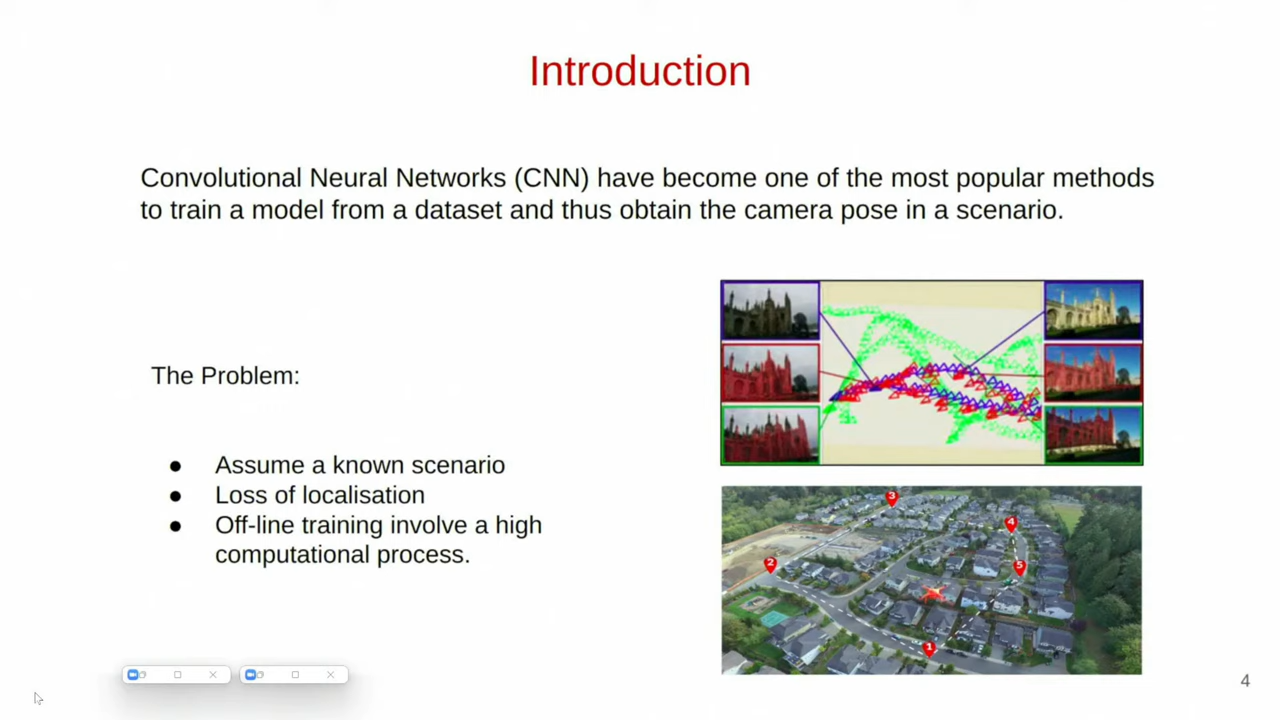 Introduction
Convolutional Neural Networks (CNN) have become one of the most popular methods
to train a model from a dataset and thus obtain the camera pose in a scenario.
The Problem:
● Assume a known scenario
● Loss of localisation
● Off-line training involve a high
computational process.
3
4
5
2
1
4